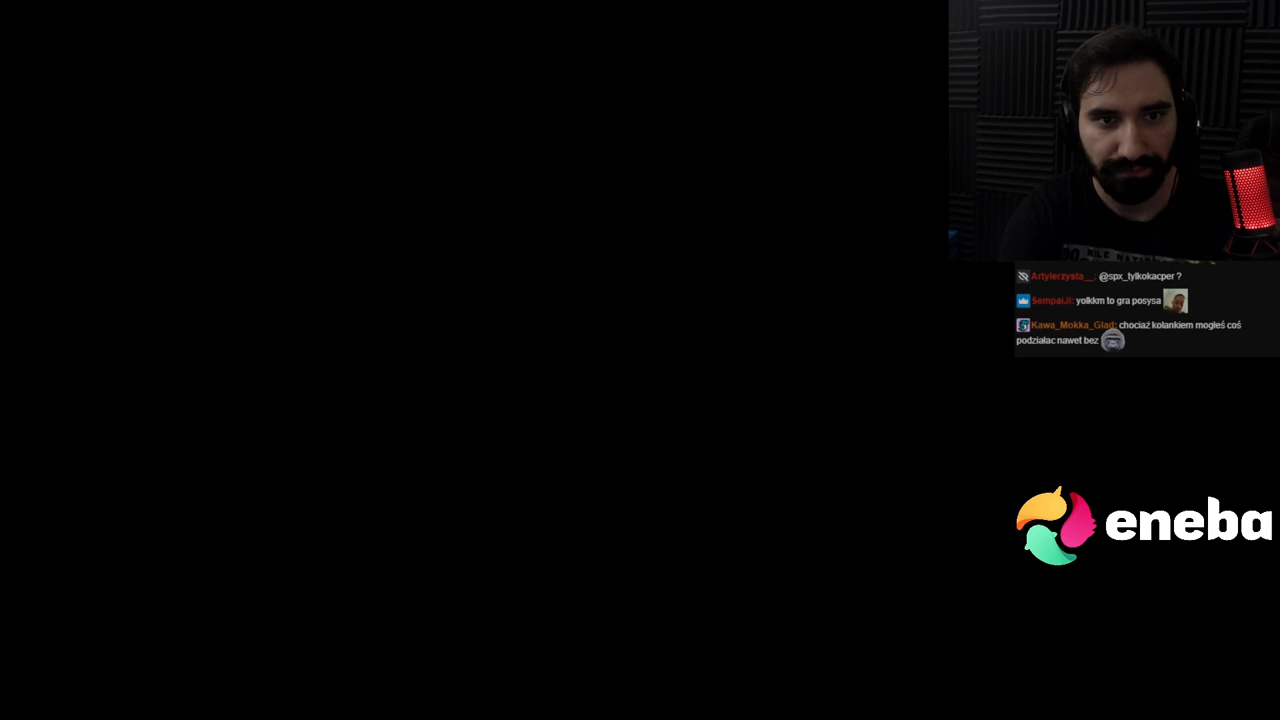 Artylerzysta__: @spx_tylkokacper ?
SempaiJI: yolkkm to gra posysa
Kawa_Mokka_Glad: chociaż kolankiem mogłeś coś
podziałac nawet bez
eneba